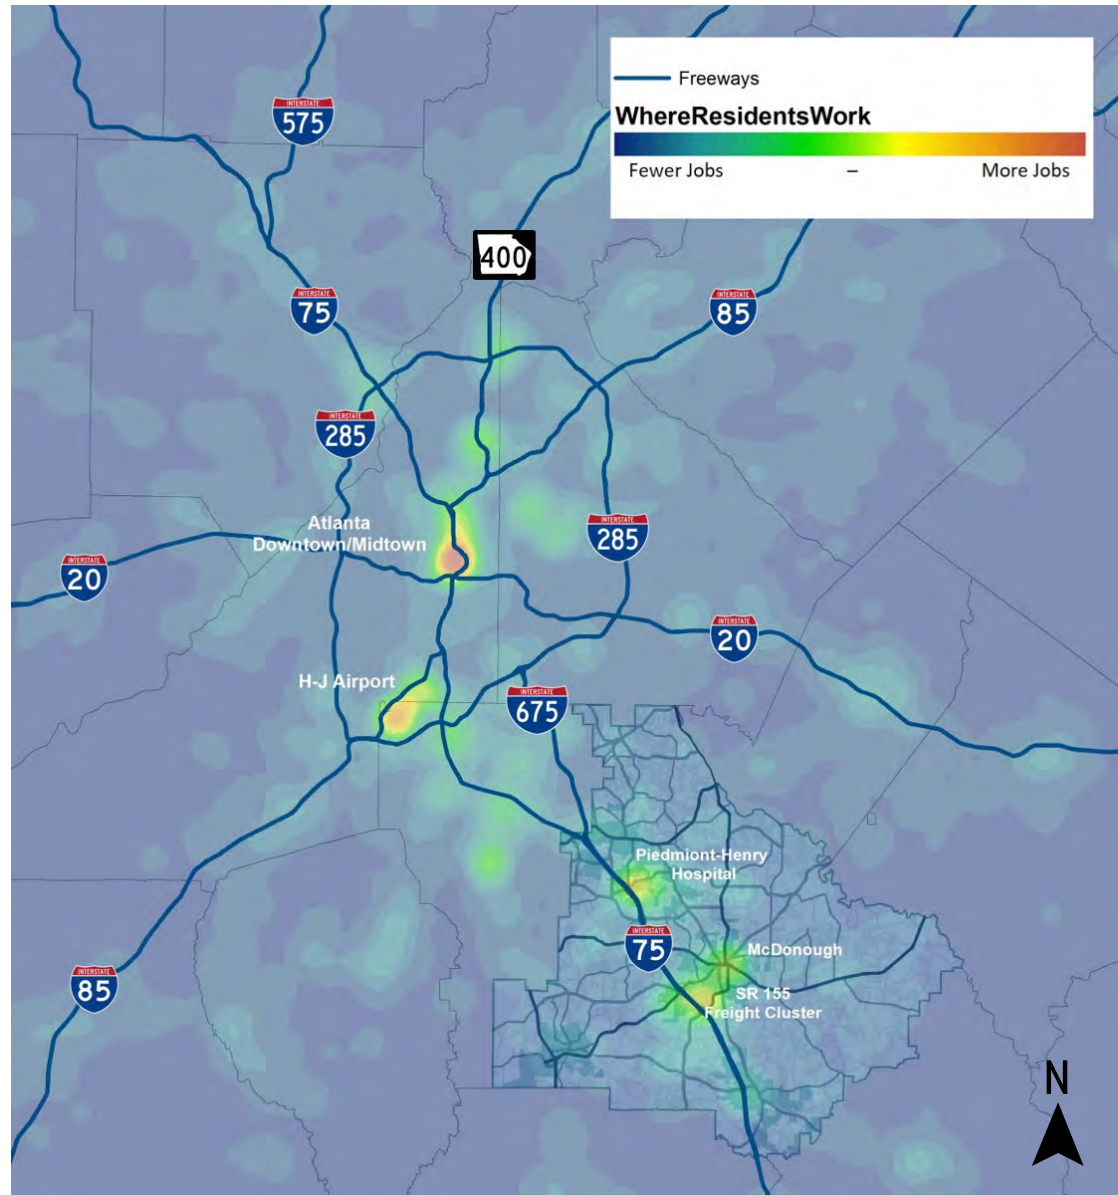 Freeways
WhereResidentsWork
Fewer Jobs – More Jobs
INTERSTATE
575
400
INTERSTATE
75
INTERSTATE
85
INTERSTATE
285
Atlanta
Downtown/Midtown
INTERSTATE
285
INTERSTATE
20
INTERSTATE
20
H-J Airport
INTERSTATE
675
Piedmiont-Henry
Hospital
INTERSTATE
75
McDonough
INTERSTATE
85
SR 155
Freight Cluster
N